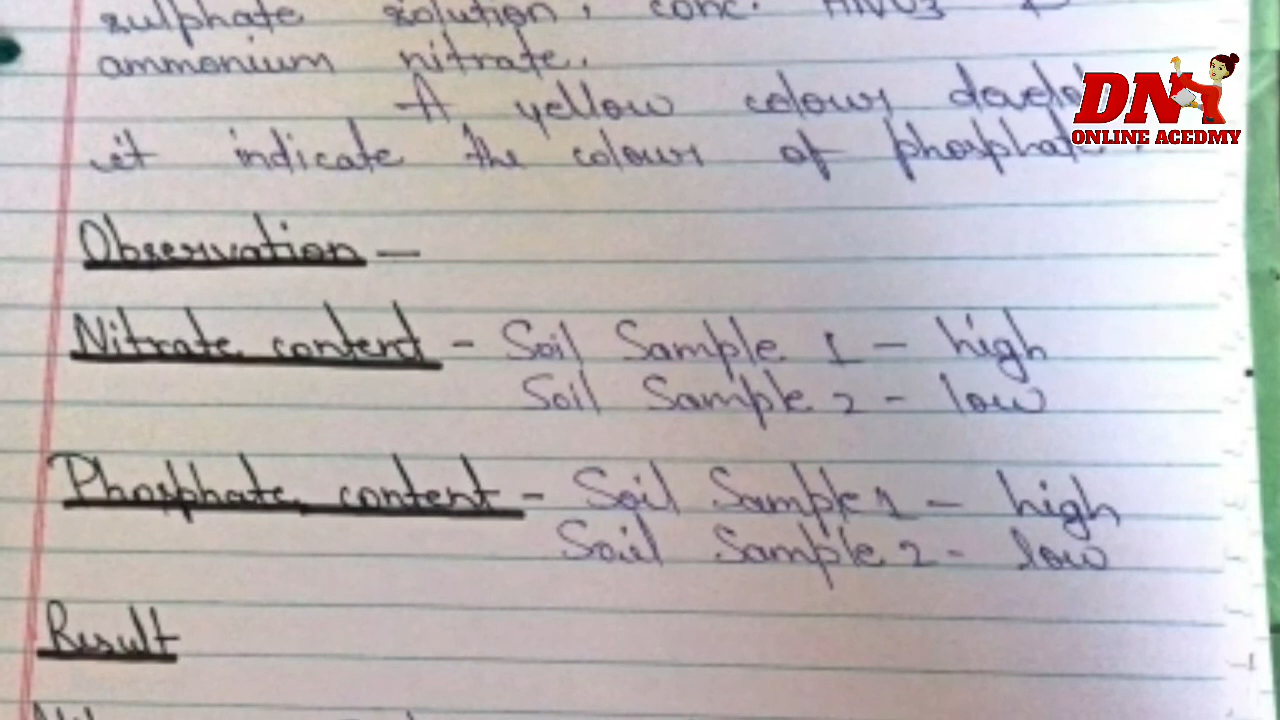 sulphate solution, conc. HNO3 &
ammonium nitrate.
A yellow colour
it indicate the colour of phosphate.
DN
ONLINE ACEDMY
Observation —
Nitrate content - Soil Sample 1 — high
Soil Sample 2 - low
Phosphate content - Soil Sample 1 — high
Soil Sample 2 - low
Result